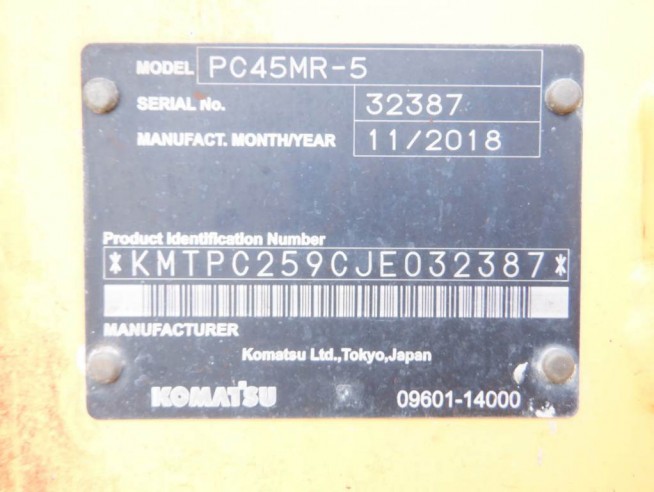 MODEL PC45MR-5
SERIAL No. 32387
MANUFACT. MONTH/YEAR 11/2018
Product Identification Number
*KMTPC259CJE032387*
MANUFACTURER
Komatsu Ltd.,Tokyo,Japan
KOMATSU 09601-14000